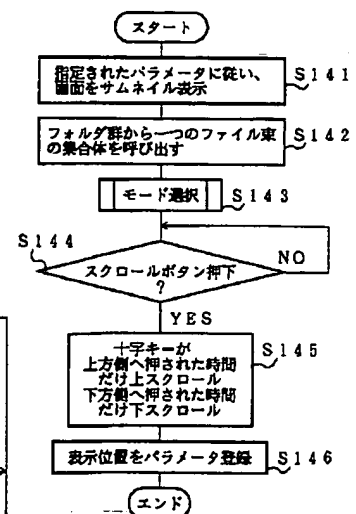 スタート
指定されたパラメータに従い、
画面をサムネイル表示
S141
フォルダ群から一つのファイル束
の集合体を呼び出す
S142
モード選択
S143
S144
スクロールボタン押下
?
NO
YES
十字キーが
上方側へ押された時間
だけ上スクロール
下方側へ押された時間
だけ下スクロール
S145
表示位置をパラメータ登録
S146
エンド